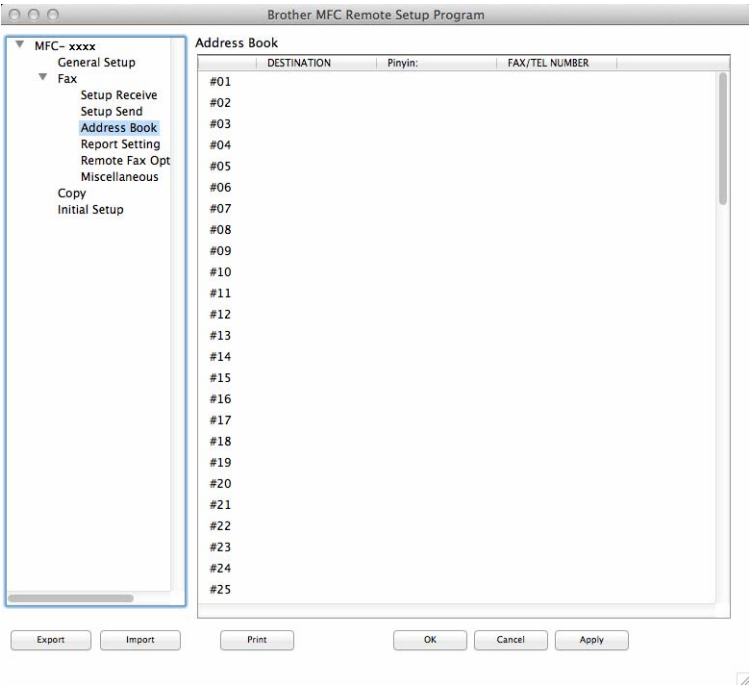 Brother MFC Remote Setup Program
MFC- xxxx
General Setup
Fax
Setup Receive
Setup Send
Address Book
Report Setting
Remote Fax Opt
Miscellaneous
Copy
Initial Setup
Address Book
DESTINATION Pinyin: FAX/TEL NUMBER
#01
#02
#03
#04
#05
#06
#07
#08
#09
#10
#11
#12
#13
#14
#15
#16
#17
#18
#19
#20
#21
#22
#23
#24
#25
Export Import Print OK Cancel Apply